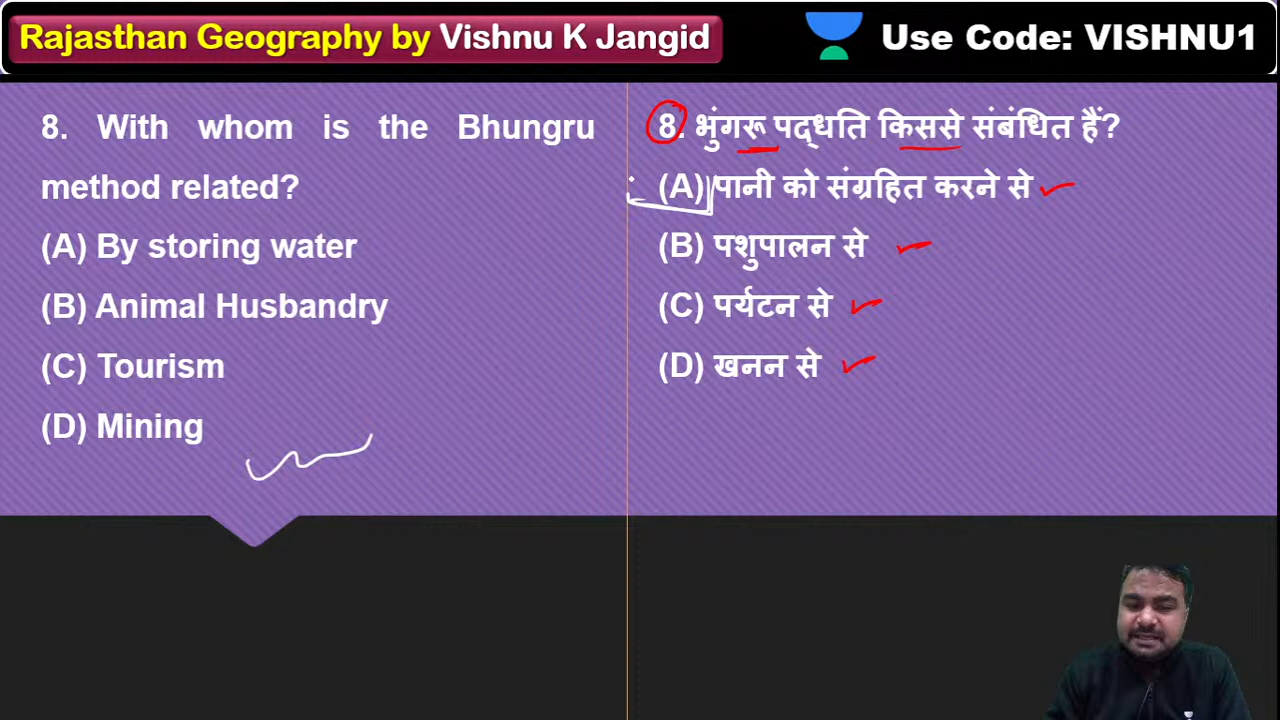 Rajasthan Geography by Vishnu K Jangid
Use Code: VISHNU1
8. With whom is the Bhungru
method related?
(A) By storing water
(B) Animal Husbandry
(C) Tourism
(D) Mining
8. भुंगरू पद्धति किससे संबंधित हैं?
(A) पानी को संग्रहित करने से
(B) पशुपालन से
(C) पर्यटन से
(D) खनन से